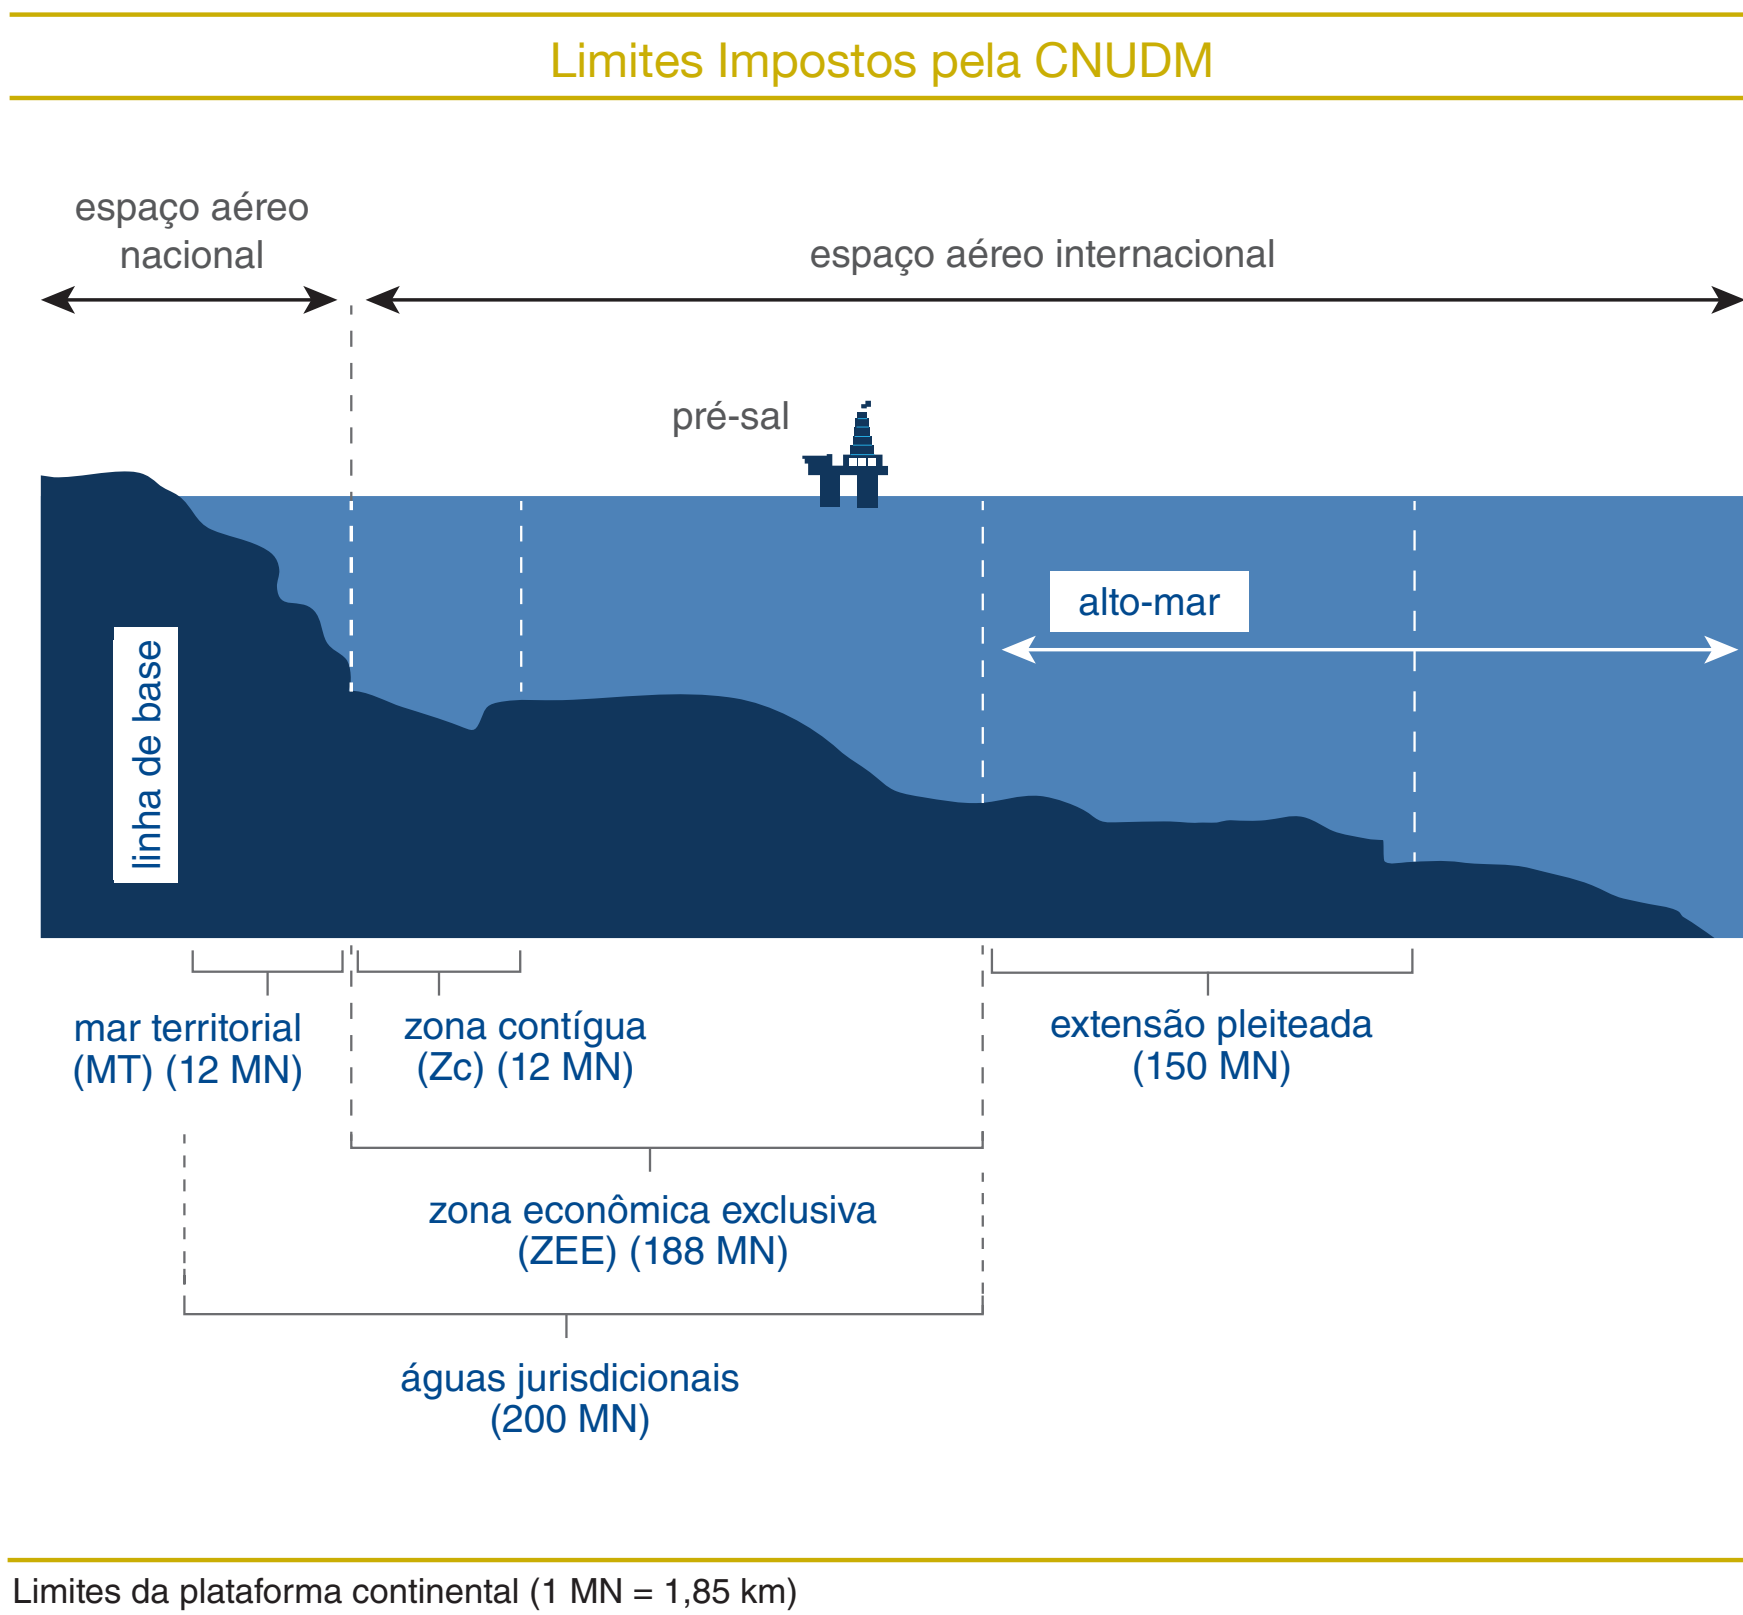 Limites Impostos pela CNUDM
espaço aéreo
nacional
espaço aéreo internacional
pré-sal
alto-mar
linha de base
mar territorial
(MT) (12 MN)
zona contígua
(Zc) (12 MN)
extensão pleiteada
(150 MN)
zona econômica exclusiva
(ZEE) (188 MN)
águas jurisdicionais
(200 MN)
Limites da plataforma continental (1 MN = 1,85 km)